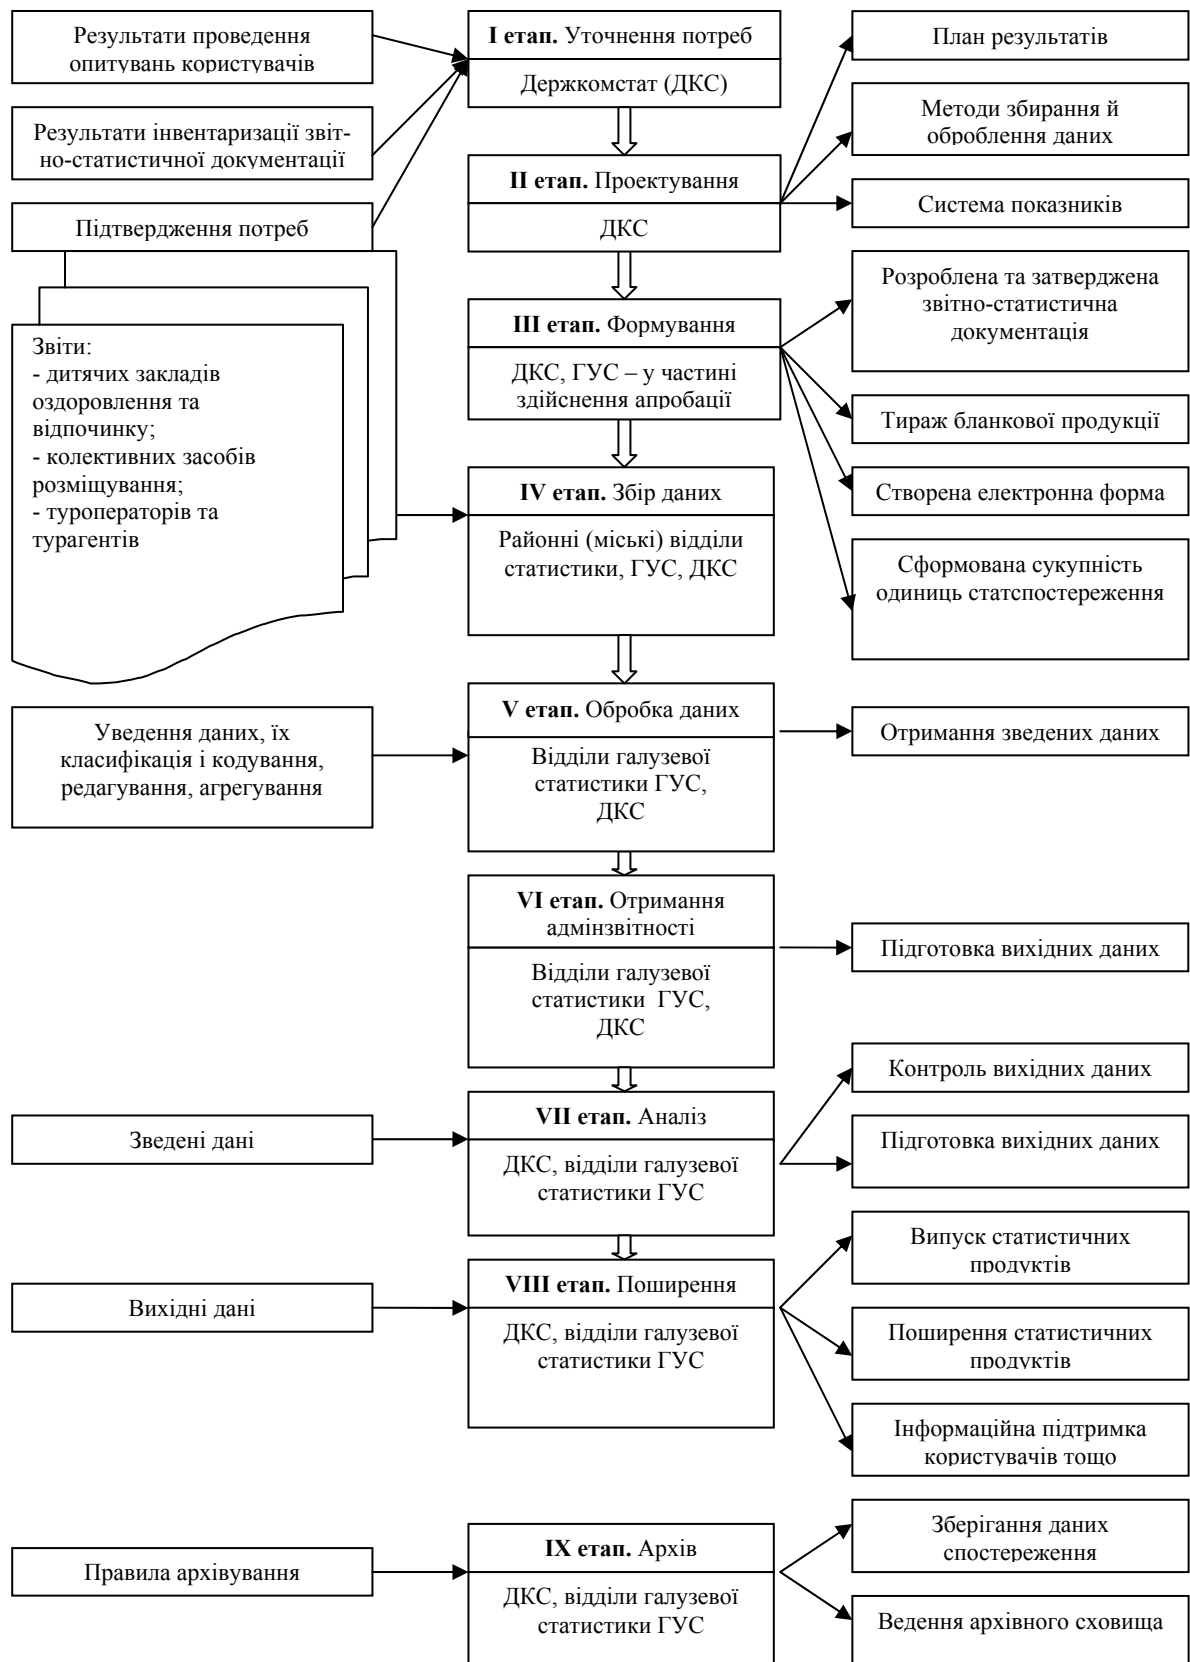 Результати проведення
опитувань користувачів
I етап. Уточнення потреб
Держкомстат (ДКС)
План результатів
Методи збирання й
оброблення даних
Результати інвентаризації звіт-
но-статистичної документації
II етап. Проектування
ДКС
Система показників
Підтвердження потреб
Розроблена та затверджена
звітно-статистична
документація
III етап. Формування
ДКС, ГУС – у частині
здійснення апробації
Звіти:
- дитячих закладів
оздоровлення та
відпочинку;
- колективних засобів
розміщування;
- туроператорів та
турагентів
Тираж бланкової продукції
Створена електронна форма
IV етап. Збір даних
Районні (міські) відділи
статистики, ГУС, ДКС
Сформована сукупність
одиниць статспостереження
V етап. Обробка даних
Відділи галузевої
статистики ГУС,
ДКС
Уведення даних, їх
класифікація і кодування,
редагування, агрегування
Отримання зведених даних
VI етап. Отримання
адмінзвітності
Відділи галузевої
статистики  ГУС,
ДКС
Підготовка вихідних даних
Контроль вихідних даних
Зведені дані
VII етап. Аналіз
ДКС, відділи галузевої
статистики ГУС
Підготовка вихідних даних
Випуск статистичних
продуктів
Вихідні дані
VIII етап. Поширення
ДКС, відділи галузевої
статистики ГУС
Поширення статистичних
продуктів
Інформаційна підтримка
користувачів тощо
Правила архівування
IX етап. Архів
ДКС, відділи галузевої
статистики ГУС
Зберігання даних
спостереження
Ведення архівного сховища